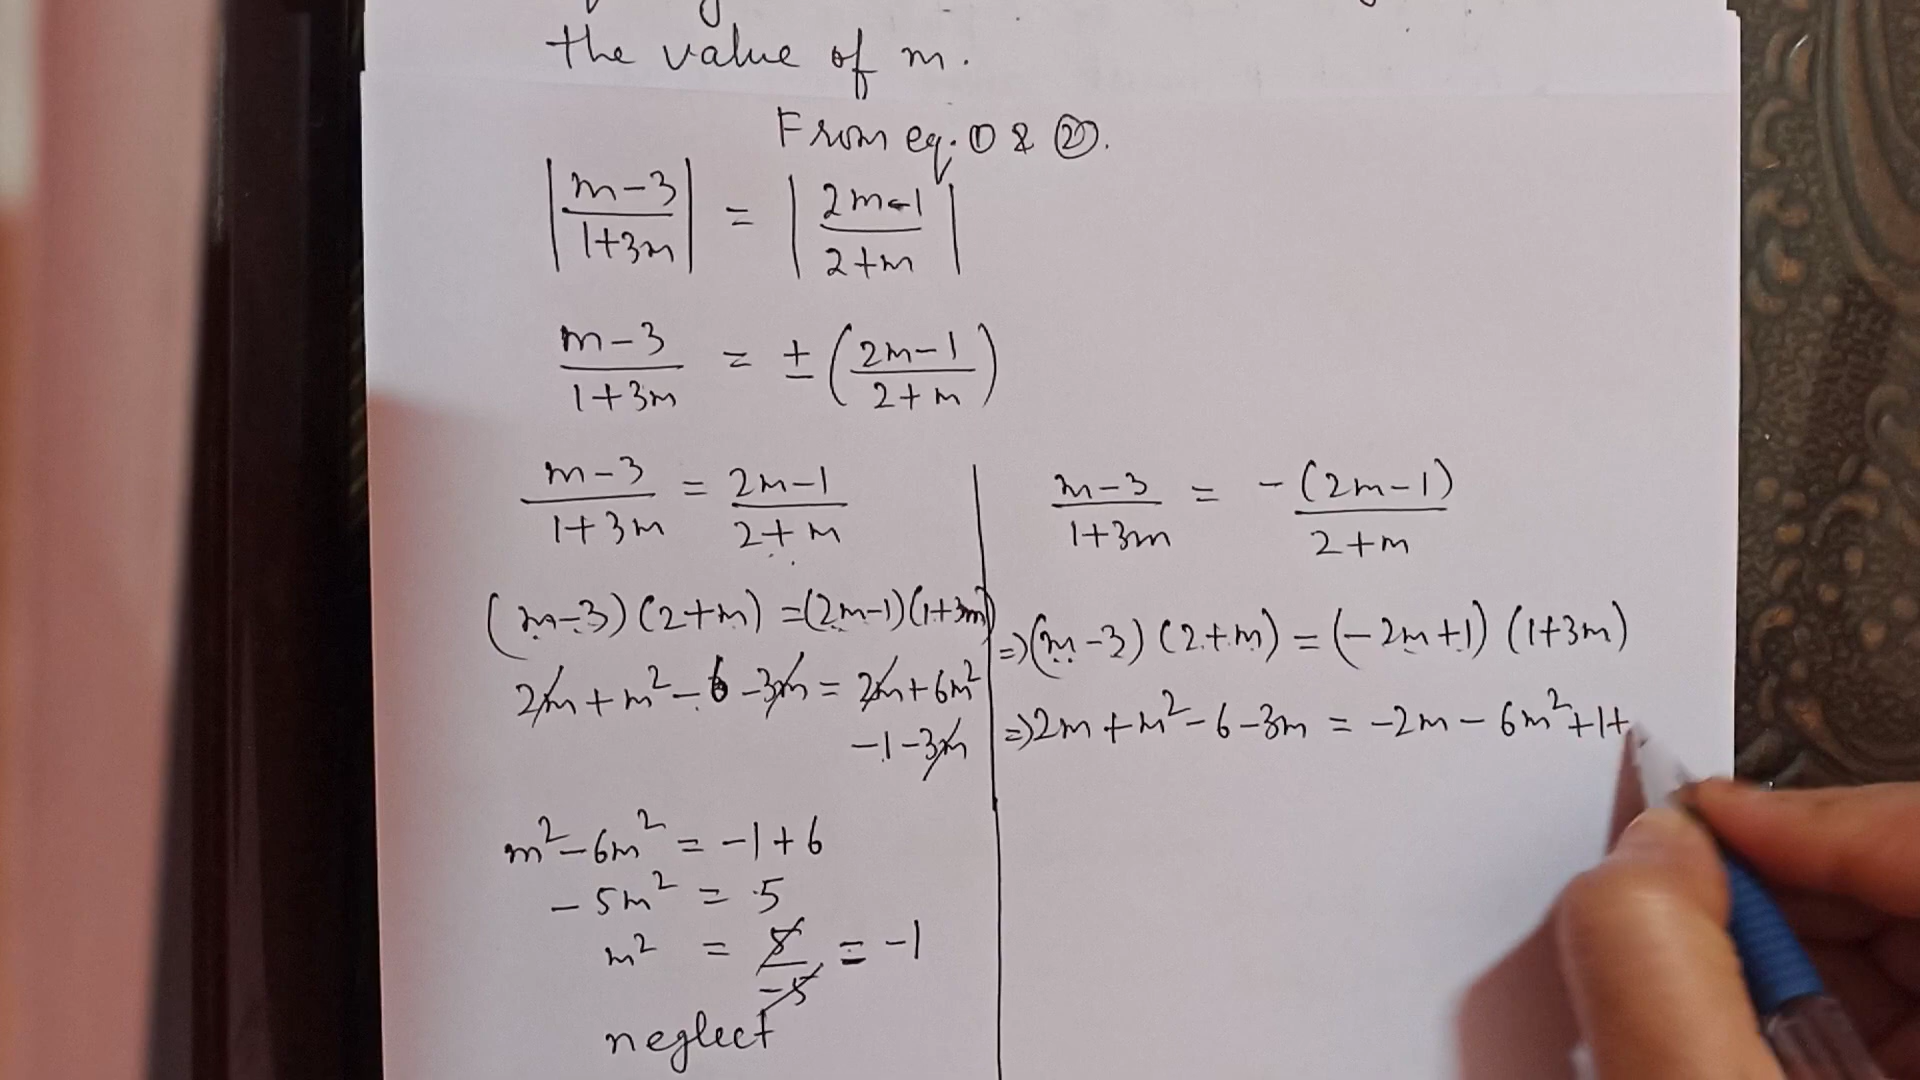 the value of m.
From eq. ① & ②.
|m-3/1+3m| = |2m-1/2+m|
m-3/1+3m = ±(2m-1/2+m)
m-3/1+3m = 2m-1/2+m
(m-3)(2+m) = (2m-1)(1+3m)
2m+m²-6-3m = 2m+6m²
-1-3m
m²-6m² = -1+6
-5m² = 5
m² = 5/-5 = -1
neglect
m-3/1+3m = -(2m-1)/2+m
⇒(m-3)(2+m) = (-2m+1)(1+3m)
⇒2m+m²-6-3m = -2m-6m²+1+